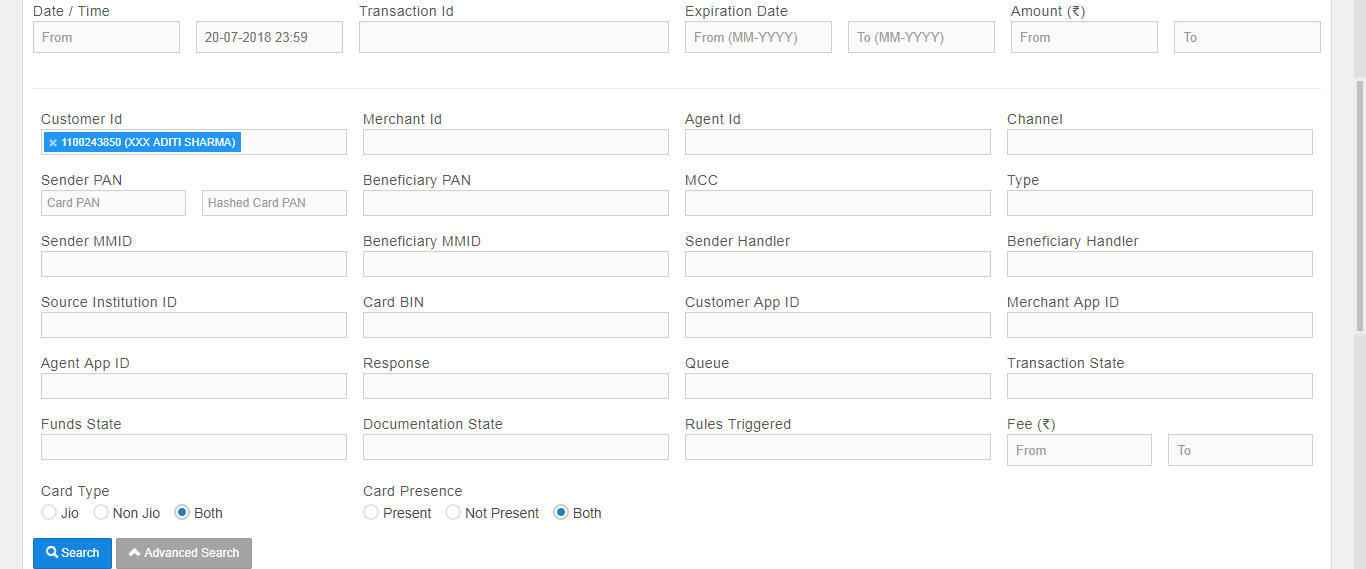 Date / Time Transaction Id Expiration Date Amount (₹)
From 20-07-2018 23:59 From (MM-YYYY) To (MM-YYYY) From To
Customer Id Merchant Id Agent Id Channel
× 1100243850 (XXX ADITI SHARMA)
Sender PAN Beneficiary PAN MCC Type
Card PAN Hashed Card PAN
Sender MMID Beneficiary MMID Sender Handler Beneficiary Handler
Source Institution ID Card BIN Customer App ID Merchant App ID
Agent App ID Response Queue Transaction State
Funds State Documentation State Rules Triggered Fee (₹)
From To
Card Type Card Presence
Jio Non Jio Both Present Not Present Both
Search Advanced Search